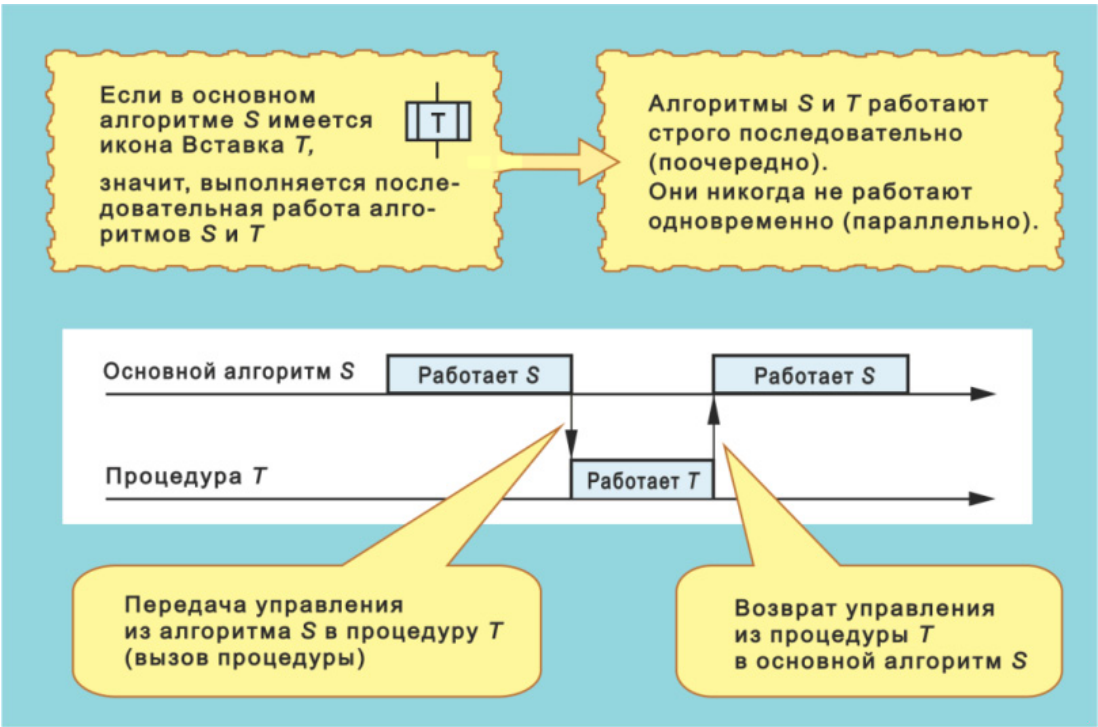 Если в основном
алгоритме S имеется
икона Вставка T,
значит, выполняется после-
довательная работа алго-
ритмов S и T
T
Алгоритмы S и T работают
строго последовательно
(поочередно).
Они никогда не работают
одновременно (параллельно).
Основной алгоритм S
Работает S
Работает S
Процедура T
Работает T
Передача управления
из алгоритма S в процедуру T
(вызов процедуры)
Возврат управления
из процедуры T
в основной алгоритм S